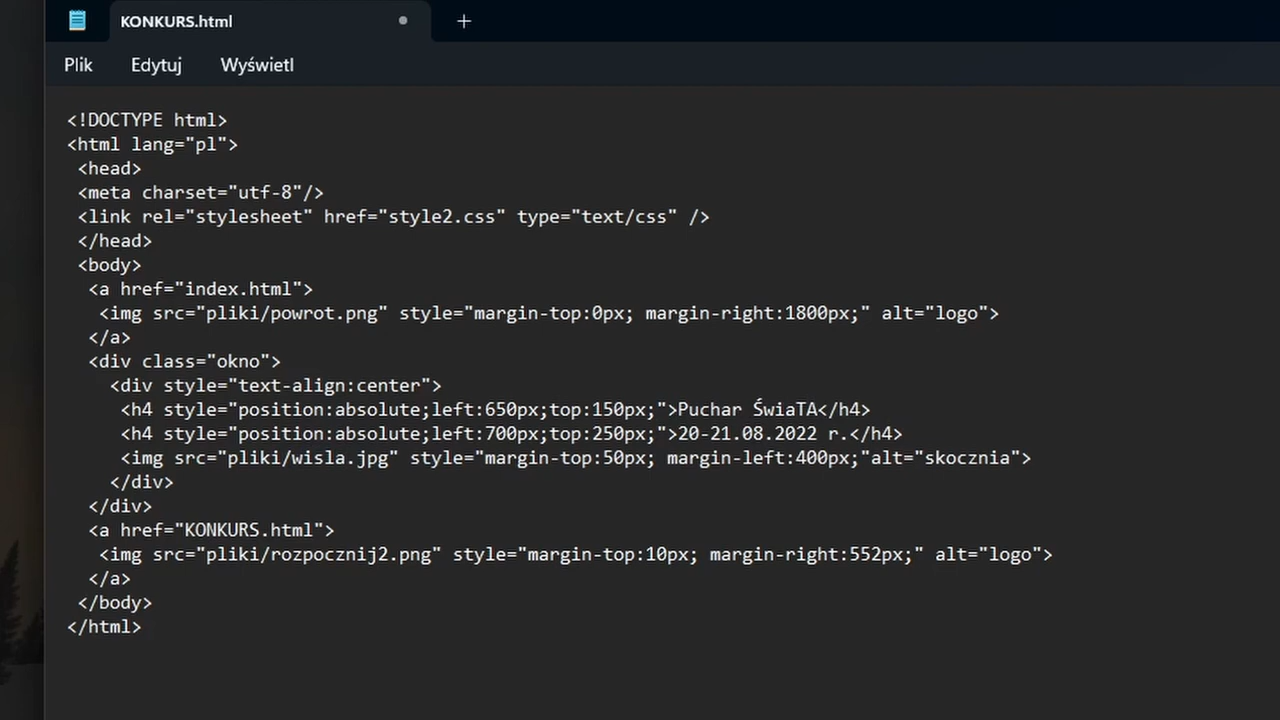 KONKURS.html
Plik Edytuj Wyświetl
<!DOCTYPE html>
<html lang="pl">
<head>
<meta charset="utf-8"/>
<link rel="stylesheet" href="style2.css" type="text/css" />
</head>
<body>
<a href="index.html">
<img src="pliki/powrot.png" style="margin-top:0px; margin-right:1800px;" alt="logo">
</a>
<div class="okno">
<div style="text-align:center">
<h4 style="position:absolute;left:650px;top:150px;">Puchar ŚwiaTA</h4>
<h4 style="position:absolute;left:700px;top:250px;">20-21.08.2022 r.</h4>
<img src="pliki/wisla.jpg" style="margin-top:50px; margin-left:400px;"alt="skocznia">
</div>
</div>
<a href="KONKURS.html">
<img src="pliki/rozpocznij2.png" style="margin-top:10px; margin-right:552px;" alt="logo">
</a>
</body>
</html>